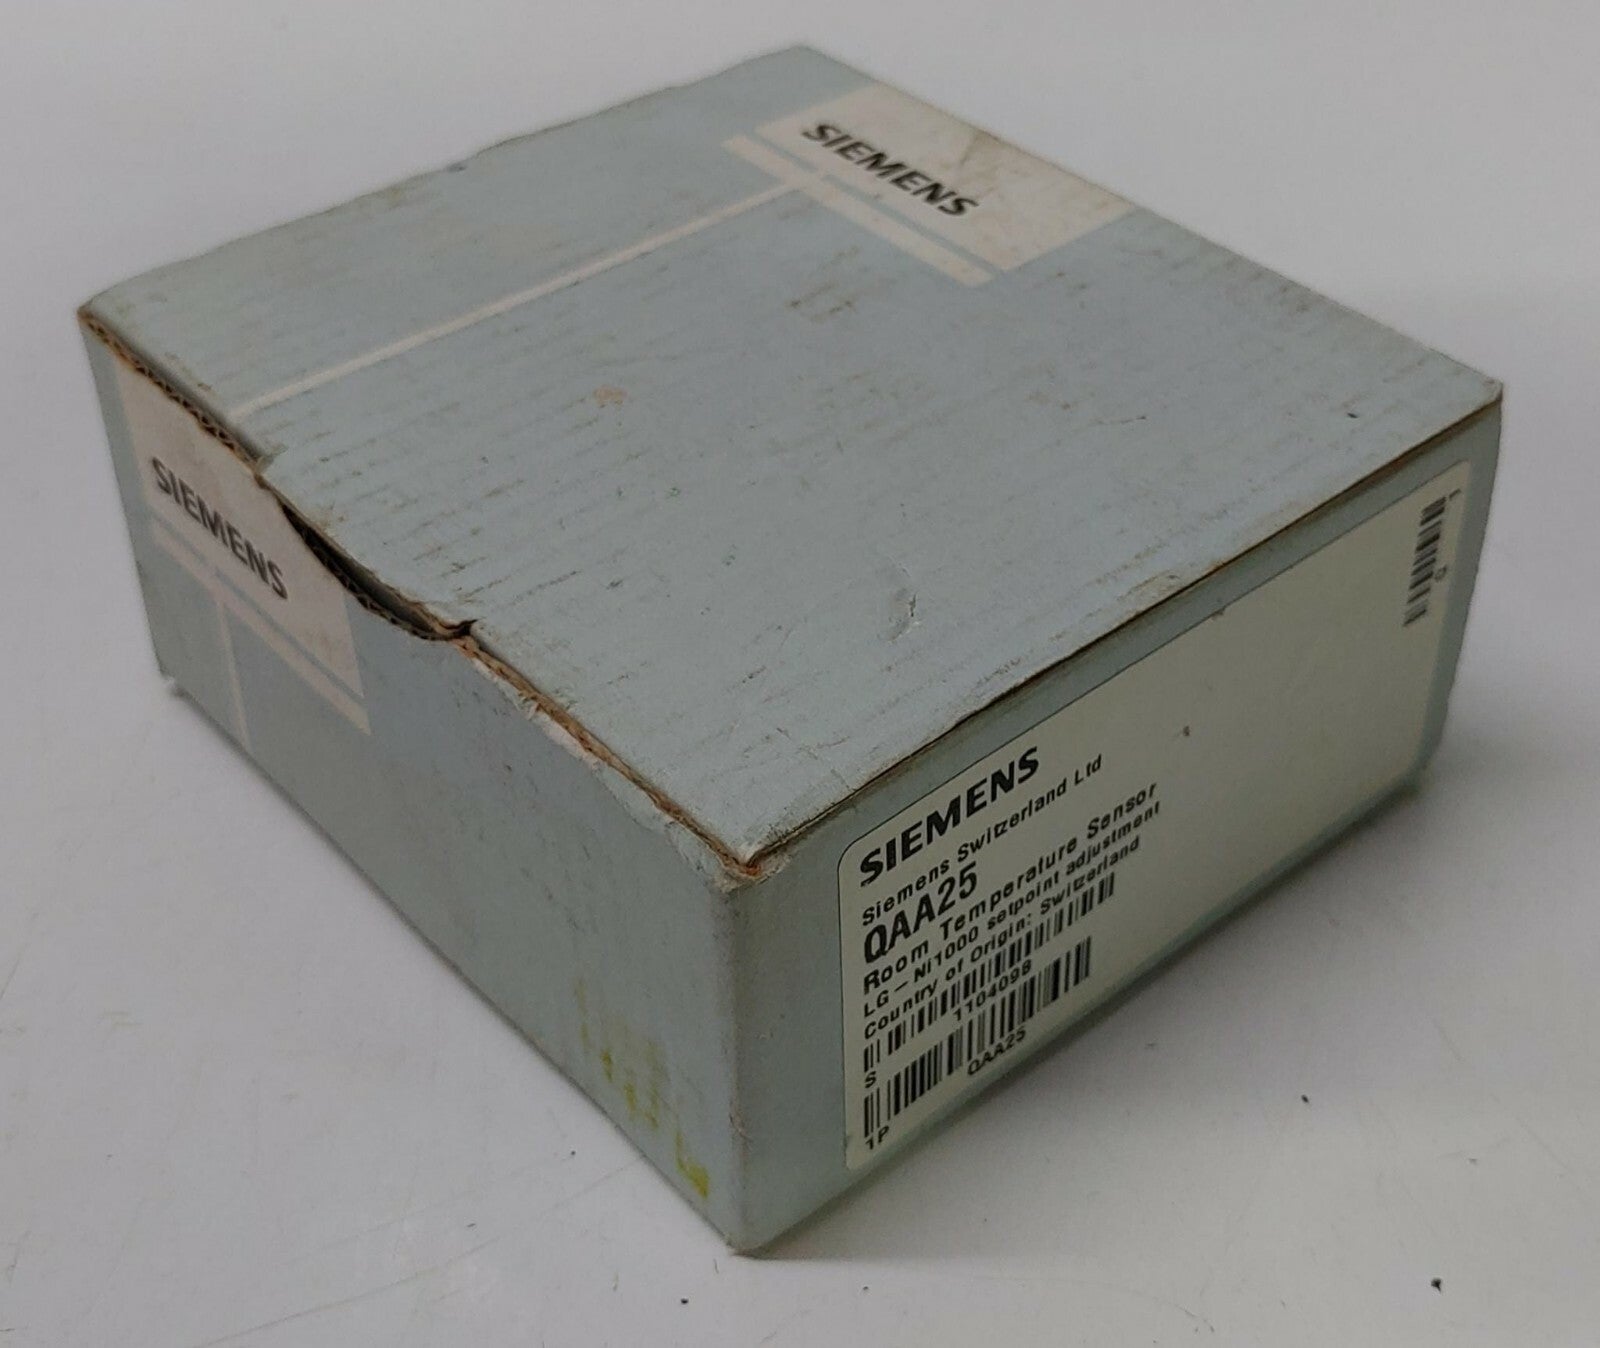 SIEMENS
SIEMENS
SIEMENS
Siemens Switzerland Ltd
QAA25
Room Temperature Sensor
LG-Ni1000 setpoint adjustment
Country of Origin: Switzerland
S 1104098
1P QAA25
Q 1